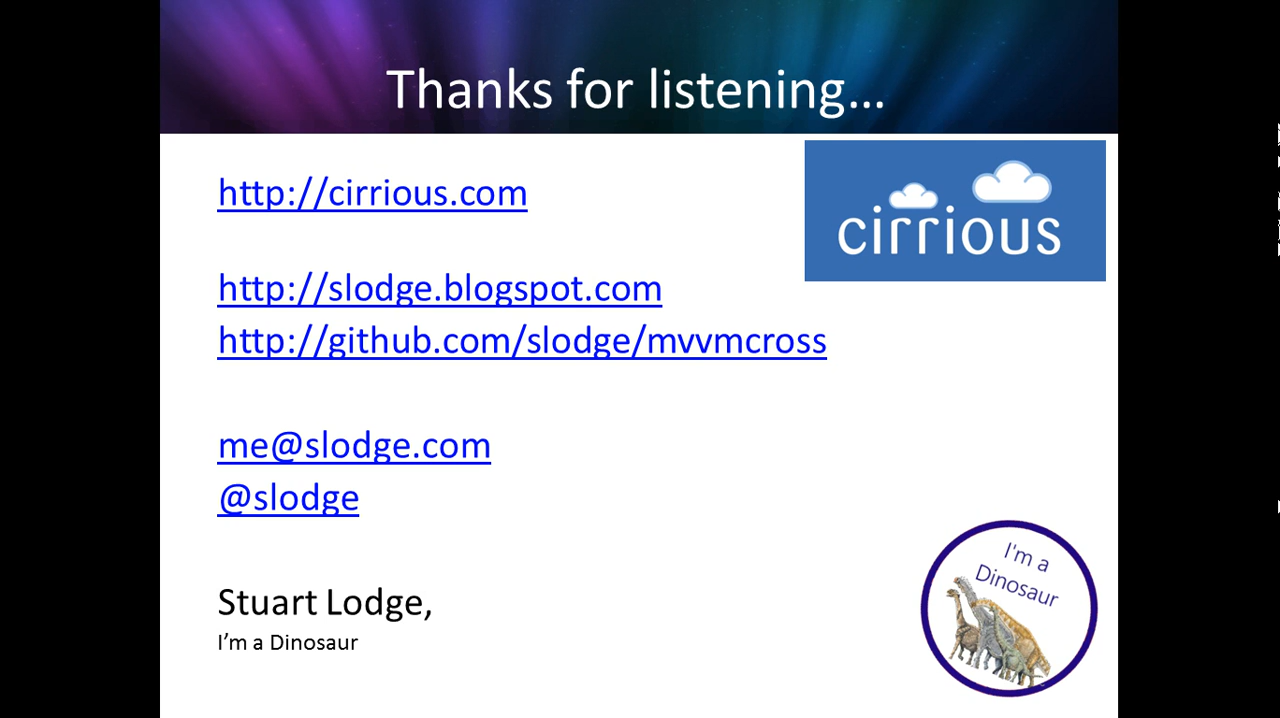 Thanks for listening...
http://cirrious.com
cirrious
http://slodge.blogspot.com
http://github.com/slodge/mvvmcross
me@slodge.com
@slodge
Stuart Lodge,
I’m a Dinosaur
I'm a
Dinosaur